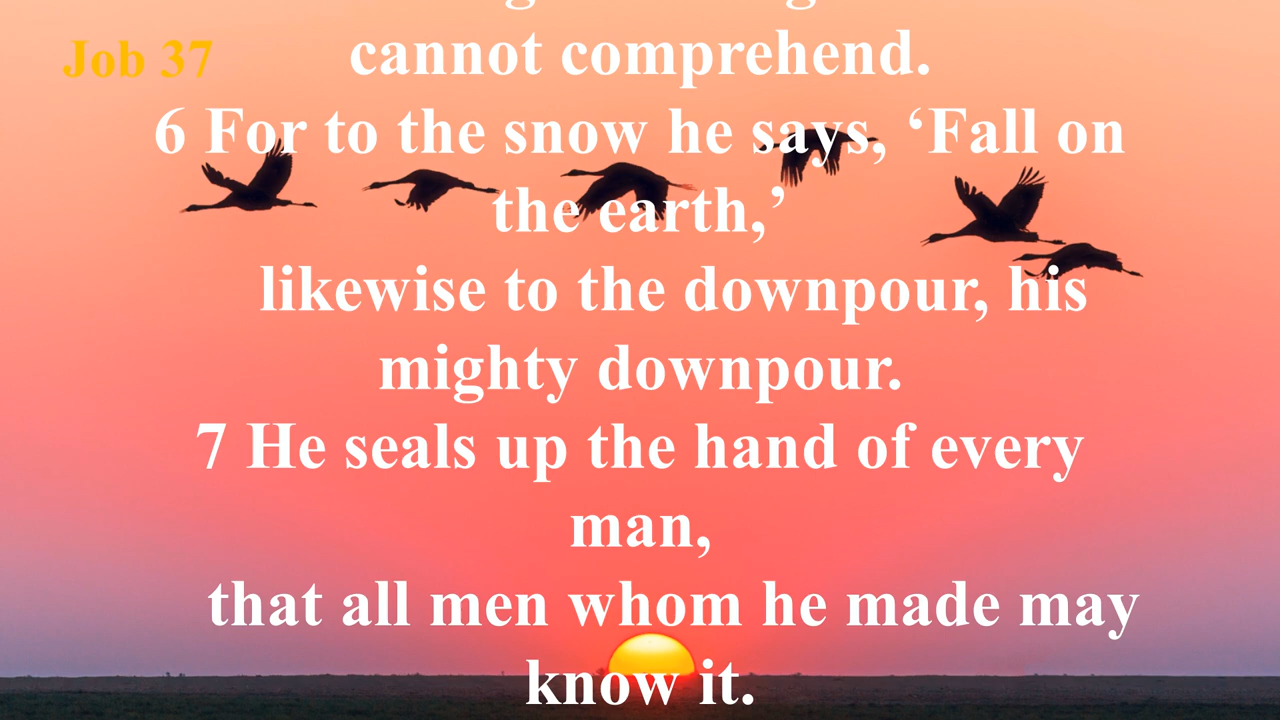 Job 37
cannot comprehend.
6 For to the snow he says, ‘Fall on
the earth,’
likewise to the downpour, his
mighty downpour.
7 He seals up the hand of every
man,
that all men whom he made may
know it.